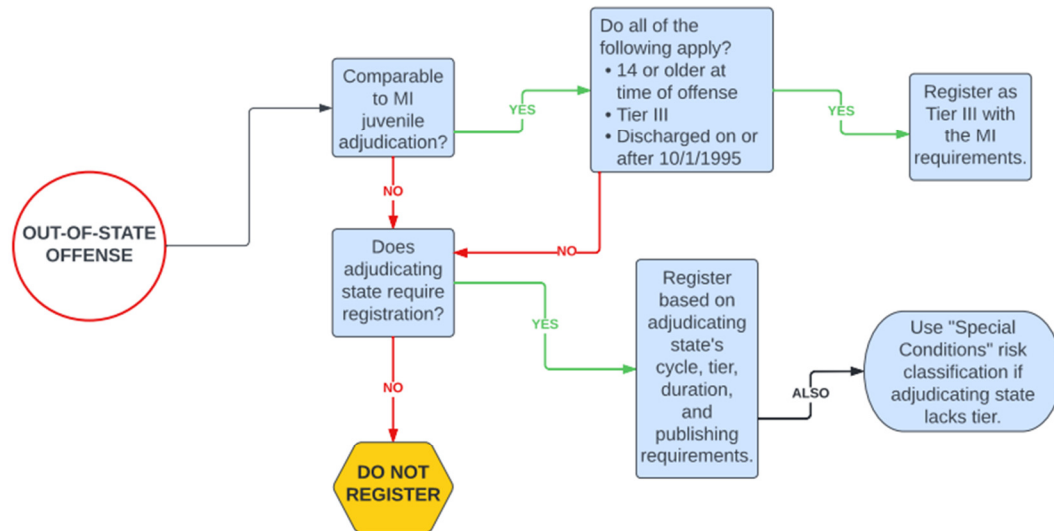 OUT-OF-STATE
OFFENSE
Comparable
to MI
juvenile
adjudication?
YES
Do all of the
following apply?
• 14 or older at
time of offense
• Tier III
• Discharged on or
after 10/1/1995
YES
Register as
Tier III with
the MI
requirements.
NO
NO
Does
adjudicating
state require
registration?
YES
Register
based on
adjudicating
state's
cycle, tier,
duration,
and
publishing
requirements.
ALSO
Use "Special
Conditions" risk
classification if
adjudicating state
lacks tier.
NO
DO NOT
REGISTER